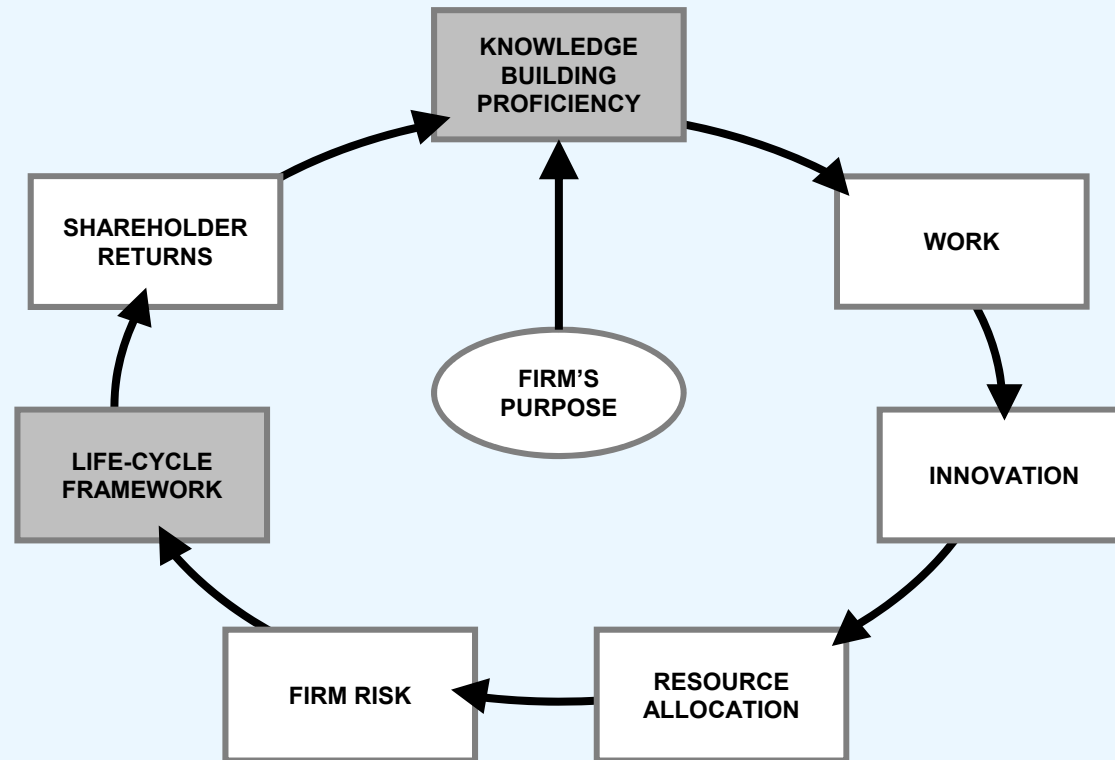 KNOWLEDGE
BUILDING
PROFICIENCY
WORK
INNOVATION
RESOURCE
ALLOCATION
FIRM RISK
LIFE-CYCLE
FRAMEWORK
SHAREHOLDER
RETURNS
FIRM’S
PURPOSE